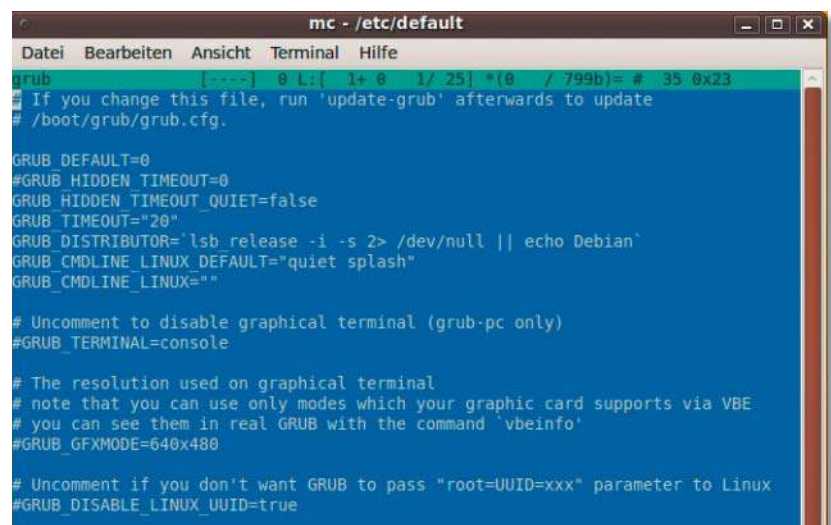 mc - /etc/default
Datei Bearbeiten Ansicht Terminal Hilfe
grub [----] 0 L:[ 1+ 0 1/ 25] *(0 / 799b)= # 35 0x23
# If you change this file, run 'update-grub' afterwards to update
# /boot/grub/grub.cfg.
GRUB_DEFAULT=0
#GRUB_HIDDEN_TIMEOUT=0
GRUB_HIDDEN_TIMEOUT_QUIET=false
GRUB_TIMEOUT="20"
GRUB_DISTRIBUTOR=`lsb_release -i -s 2> /dev/null || echo Debian`
GRUB_CMDLINE_LINUX_DEFAULT="quiet splash"
GRUB_CMDLINE_LINUX=""
# Uncomment to disable graphical terminal (grub-pc only)
#GRUB_TERMINAL=console
# The resolution used on graphical terminal
# note that you can use only modes which your graphic card supports via VBE
# you can see them in real GRUB with the command `vbeinfo'
#GRUB_GFXMODE=640x480
# Uncomment if you don't want GRUB to pass "root=UUID=xxx" parameter to Linux
#GRUB_DISABLE_LINUX_UUID=true